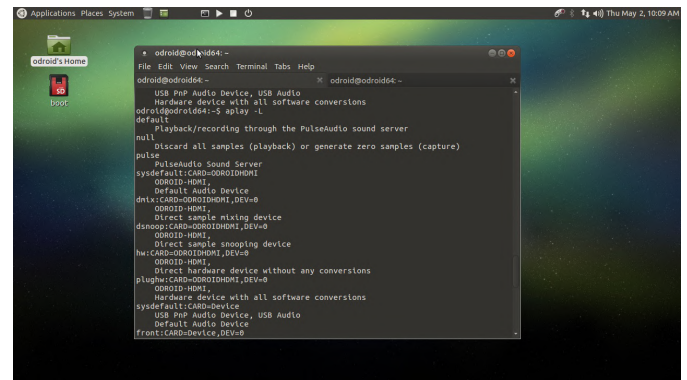 Applications Places System
Thu May 2, 10:09 AM
odroid's Home
SD
boot
odroid@odroid64: ~
File Edit View Search Terminal Tabs Help
odroid@odroid64: ~
odroid@odroid64: ~
USB PnP Audio Device, USB Audio
Hardware device with all software conversions
odroid@odroid64:~$ aplay -L
default
Playback/recording through the PulseAudio sound server
null
Discard all samples (playback) or generate zero samples (capture)
pulse
PulseAudio Sound Server
sysdefault:CARD=ODROIDHDMI
ODROID-HDMI,
Default Audio Device
dmix:CARD=ODROIDHDMI,DEV=0
ODROID-HDMI,
Direct sample mixing device
dsnoop:CARD=ODROIDHDMI,DEV=0
ODROID-HDMI,
Direct sample snooping device
hw:CARD=ODROIDHDMI,DEV=0
ODROID-HDMI,
Direct hardware device without any conversions
plughw:CARD=ODROIDHDMI,DEV=0
ODROID-HDMI,
Hardware device with all software conversions
sysdefault:CARD=Device
USB PnP Audio Device, USB Audio
Default Audio Device
front:CARD=Device,DEV=0